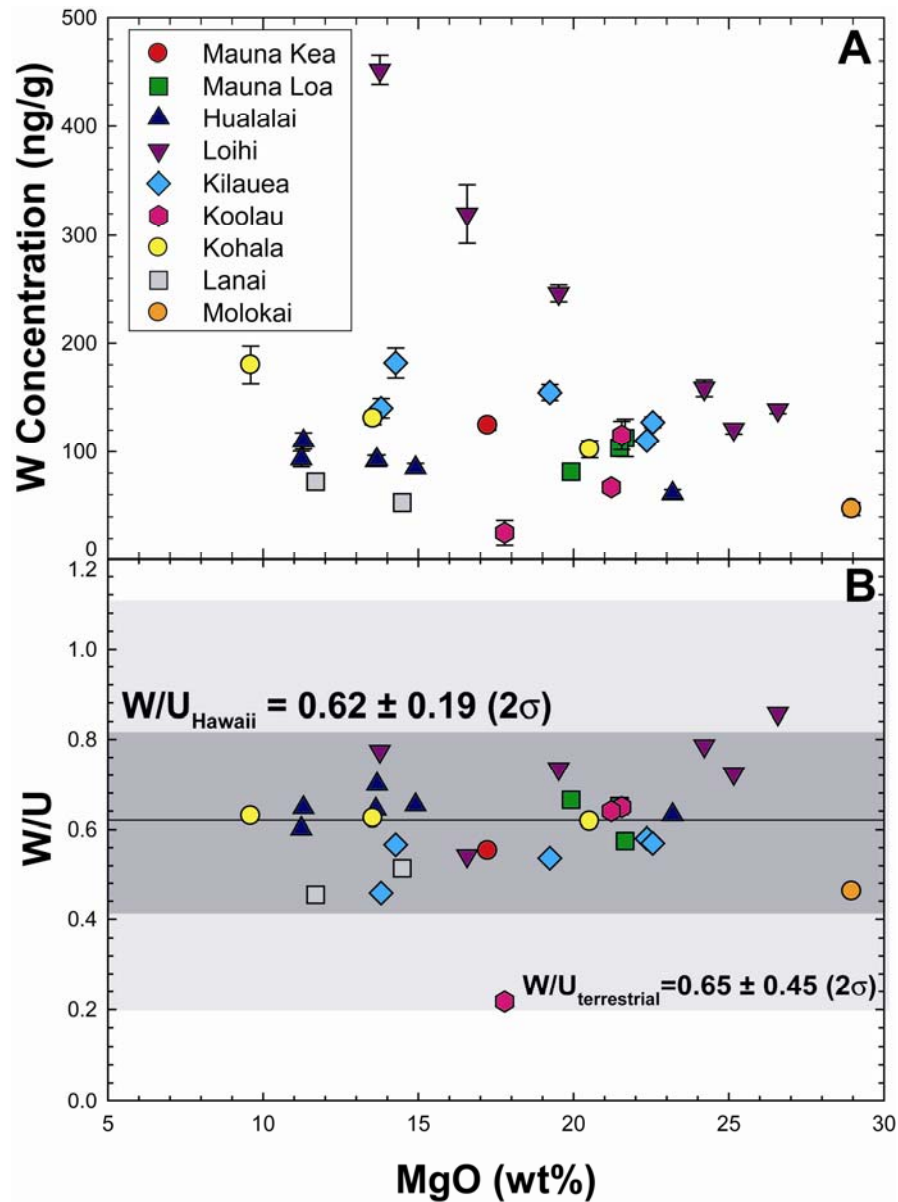 500
A
Mauna Kea
Mauna Loa
Hualalai
Loihi
Kilauea
Koolau
Kohala
Lanai
Molokai
400
300
200
100
0
W Concentration (ng/g)
1.2
B
1.0
W/U Hawaii = 0.62 ± 0.19 (2σ)
0.8
0.6
0.4
W/U terrestrial=0.65 ± 0.45 (2σ)
0.2
0.0
W/U
5 10 15 20 25 30
MgO (wt%)